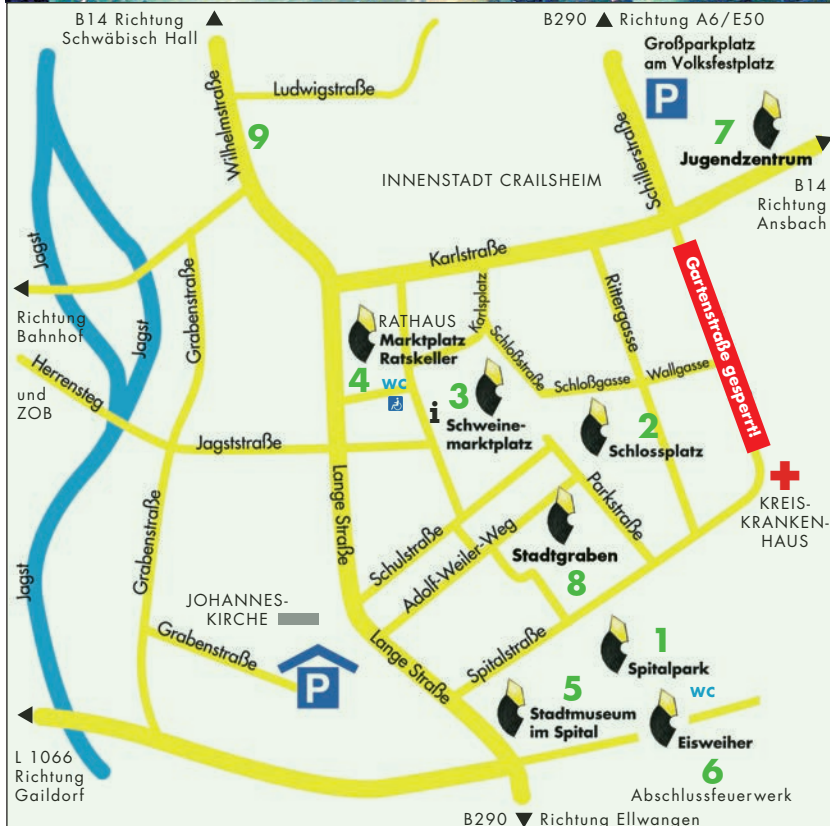 B14 Richtung
Schwäbisch Hall
B290 Richtung A6/E50
Großparkplatz
am Volksfestplatz
P
Ludwigstraße
Wilhelmstraße
9
7
Jugendzentrum
Schillerstraße
INNENSTADT CRAILSHEIM
B14
Richtung
Ansbach
Jagst
Jagst
Karlstraße
Grabenstraße
Karlsplatz
Rittergasse
Gartenstraße gesperrt!
Richtung
Bahnhof
und
ZOB
Herrensteg
RATHAUS
Marktplatz
Ratskeller
4
wc
i
3
Schweine-
marktplatz
Schloßstraße
Schloßgasse
Wallgasse
2
Schlossplatz
Jagststraße
Lange Straße
Parkstraße
KREIS-
KRANKEN-
HAUS
Schulstraße
Adolf-Weiler-Weg
Stadtgraben
8
Jagst
Grabenstraße
JOHANNES-
KIRCHE
Grabenstraße
P
Lange Straße
Spitalstraße
1
Spitalpark
wc
5
Stadtmuseum
im Spital
Eisweiher
6
Abschlussfeuerwerk
L 1066
Richtung
Gaildorf
B290 Richtung Ellwangen